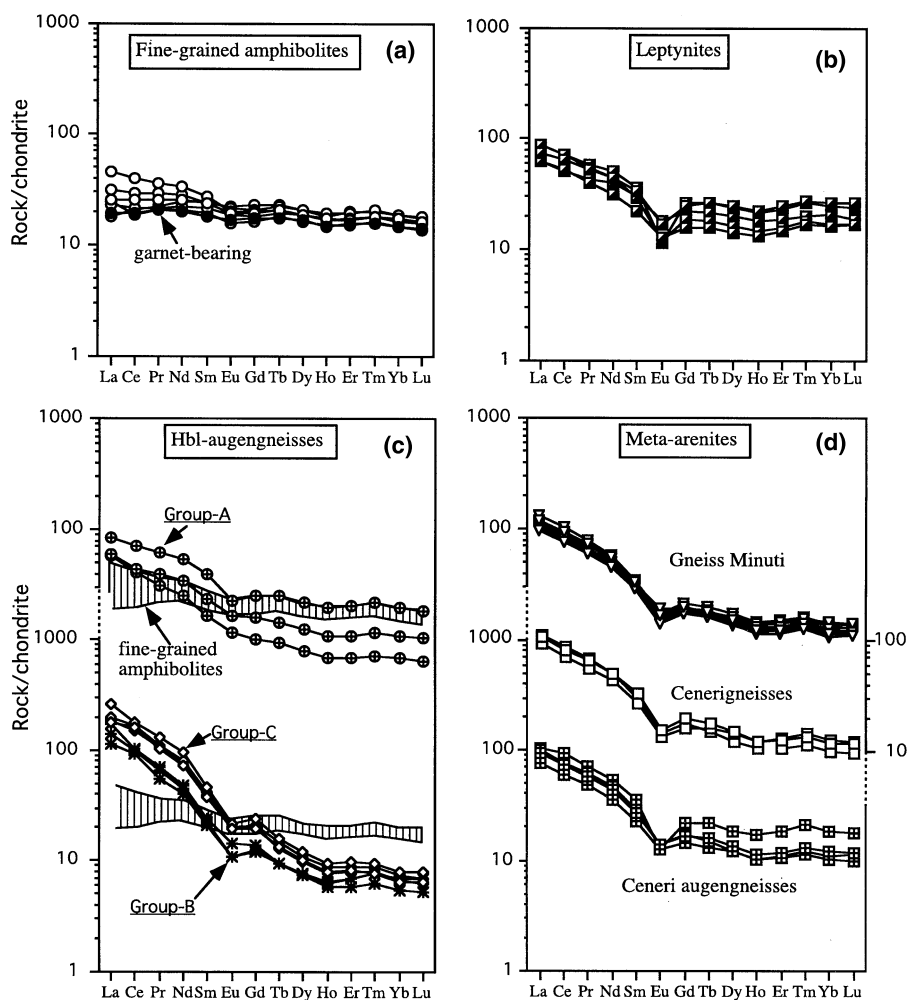 1000
100
10
1
Rock/chondrite
Fine-grained amphibolites
(a)
garnet-bearing
La Ce Pr Nd Sm Eu Gd Tb Dy Ho Er Tm Yb Lu
1000
100
10
1
Leptynites
(b)
La Ce Pr Nd Sm Eu Gd Tb Dy Ho Er Tm Yb Lu
1000
100
1000
100
10
1
Rock/chondrite
Hbl-augengneisses
(c)
Group-A
fine-grained
amphibolites
Group-C
Group-B
La Ce Pr Nd Sm Eu Gd Tb Dy Ho Er Tm Yb Lu
1000
100
1000
100
10
1
Meta-arenites
(d)
Gneiss Minuti
100
Cenerigneisses
10
Ceneri augengneisses
La Ce Pr Nd Sm Eu Gd Tb Dy Ho Er Tm Yb Lu